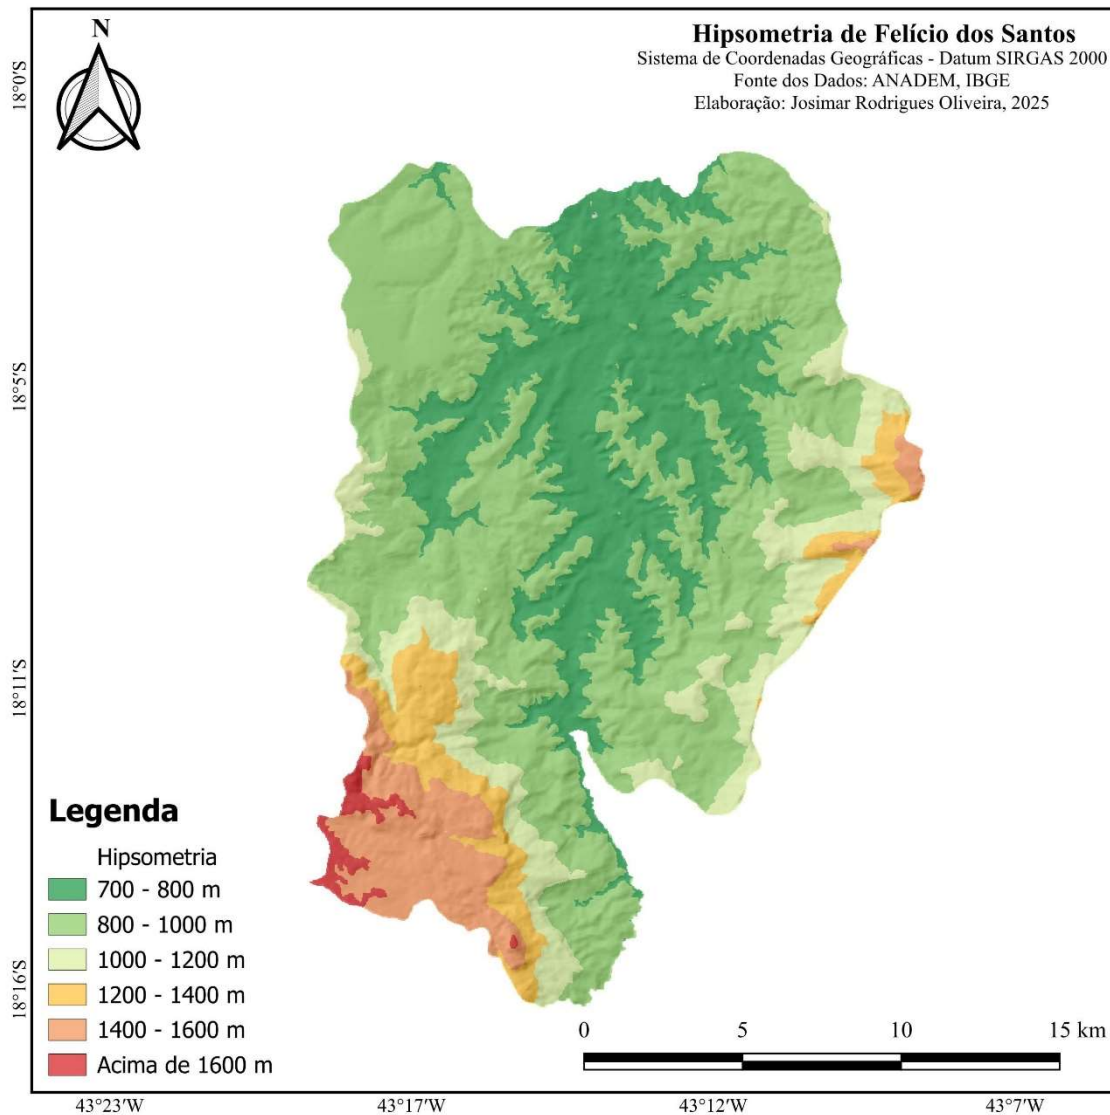 N
Hipsometria de Felício dos Santos
Sistema de Coordenadas Geográficas - Datum SIRGAS 2000
Fonte dos Dados: ANADEM, IBGE
Elaboração: Josimar Rodrigues Oliveira, 2025
18°0'S
18°5'S
18°11'S
18°16'S
Legenda
Hipsometria
700 - 800 m
800 - 1000 m
1000 - 1200 m
1200 - 1400 m
1400 - 1600 m
Acima de 1600 m
0 5 10 15 km
43°23'W 43°17'W 43°12'W 43°7'W